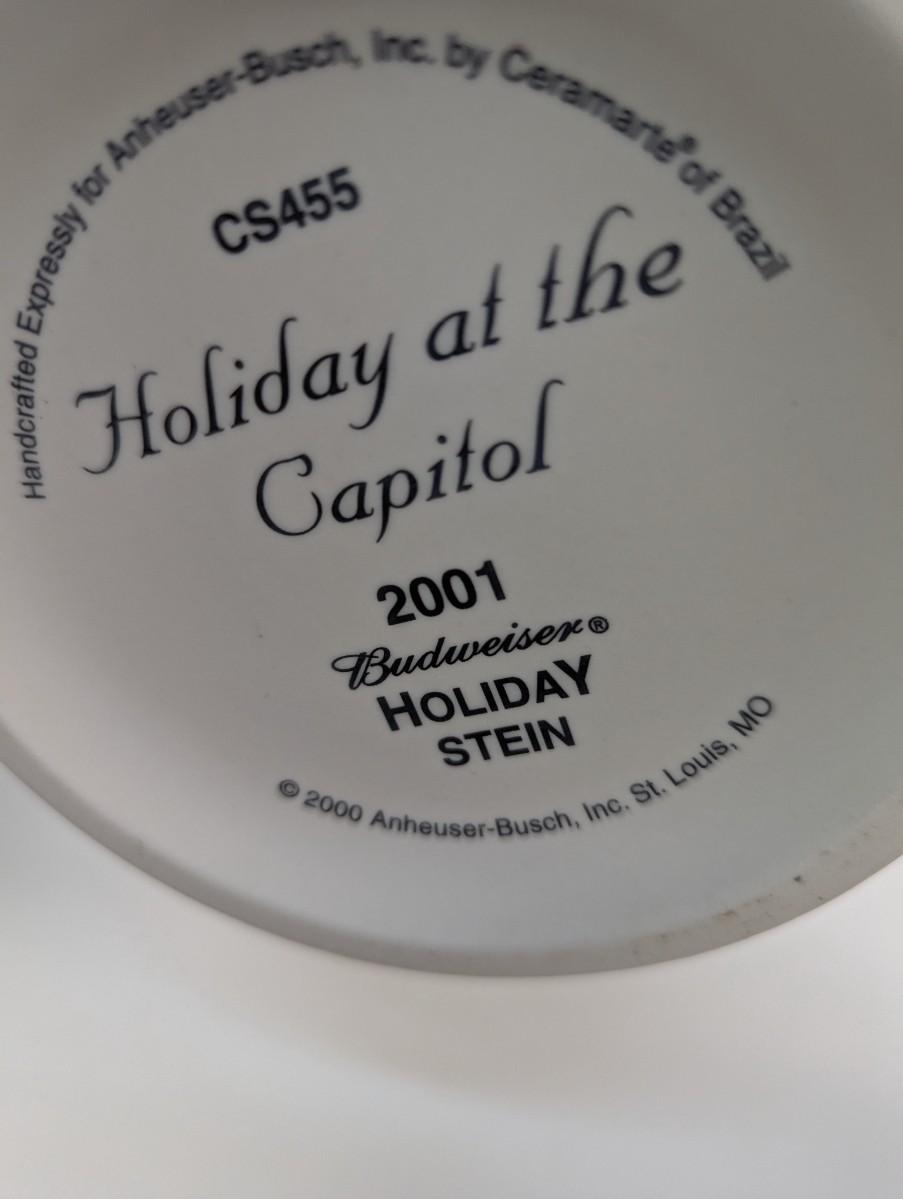 Handcrafted Expressly for Anheuser-Busch, Inc. by Ceramarte® of Brazil
CS455
Holiday at the
Capitol
2001
Budweiser®
HOLIDAY
STEIN
© 2000 Anheuser-Busch, Inc. St. Louis, MO